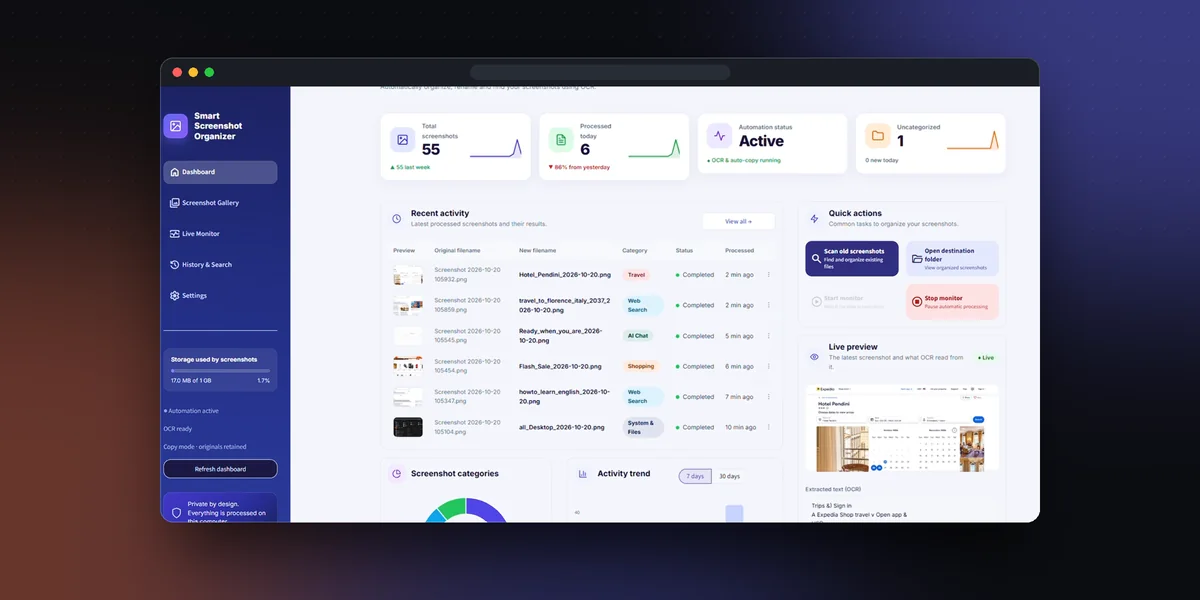 Smart
Screenshot
Organizer
Dashboard
Screenshot Gallery
Live Monitor
History & Search
Settings
Storage used by screenshots
17.0 MB of 1 GB
1.7%
Automation active
OCR ready
Copy mode · originals retained
Refresh dashboard
Private by design.
Everything is processed on
this computer
Automatically organize, rename and find your screenshots using OCR.
Total
screenshots
55
▲ 55 last week
Processed
today
6
▼ 86% from yesterday
Automation status
Active
OCR & auto-copy running
Uncategorized
1
0 new today
Recent activity
Latest processed screenshots and their results.
View all →
Preview Original filename New filename Category Status Processed
Screenshot 2026-10-20
105932.png
Hotel_Pendini_2026-10-20.png
Travel
Completed
2 min ago
Screenshot 2026-10-20
105859.png
travel_to_florence_italy_2037_2
026-10-20.png
Web
Search
Completed
2 min ago
Screenshot 2026-10-20
105545.png
Ready_when_you_are_2026-
10-20.png
AI Chat
Completed
5 min ago
Screenshot 2026-10-20
105454.png
Flash_Sale_2026-10-20.png
Shopping
Completed
6 min ago
Screenshot 2026-10-20
105347.png
howto_learn_english_2026-10-
20.png
Web
Search
Completed
7 min ago
Screenshot 2026-10-20
105104.png
all_Desktop_2026-10-20.png
System &
Files
Completed
10 min ago
Screenshot categories
Activity trend
7 days
30 days
Quick actions
Common tasks to organize your screenshots.
Scan old screenshots
Find and organize existing
files
Open destination
folder
View organized screenshots
Start monitor
Stop monitor
Pause automatic processing
Live preview
The latest screenshot and what OCR read from
it.
Live
Expedia
Hotel Pendini
Extracted text (OCR)
Trips &) Sign in
A Expedia Shop travel v Open app &